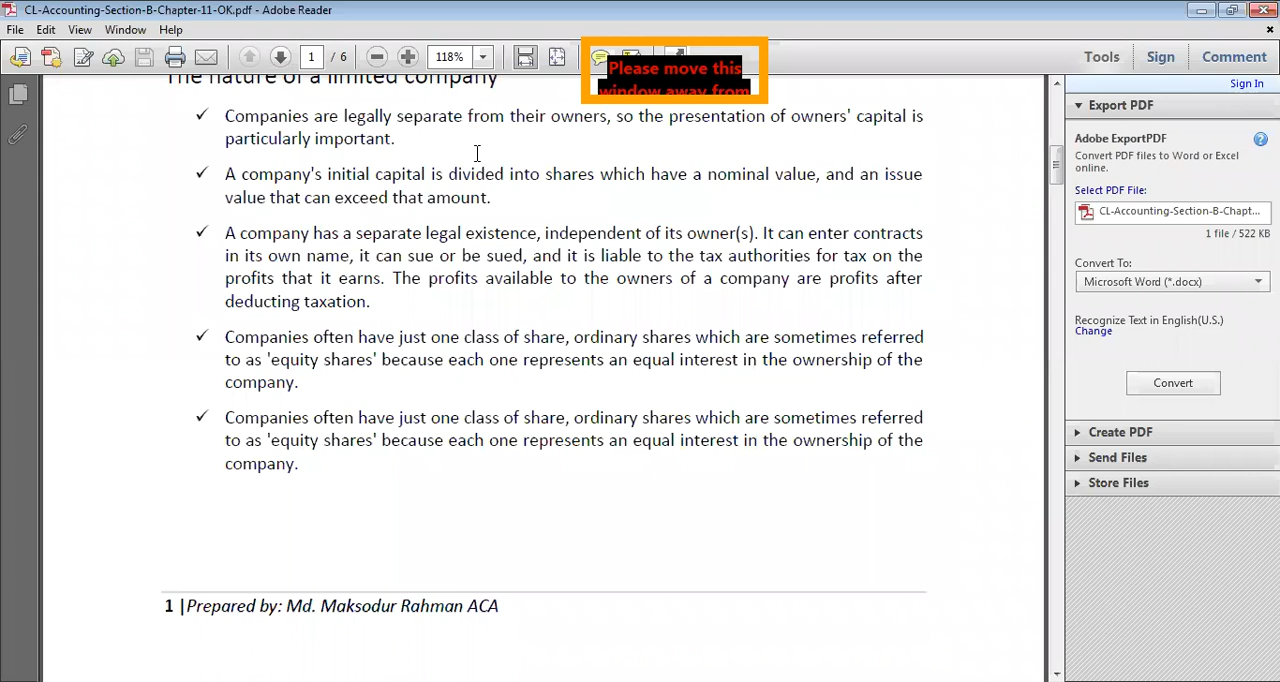 CL-Accounting-Section-B-Chapter-11-OK.pdf - Adobe Reader
File Edit View Window Help
1 / 6 118% Tools Sign Comment
Please move this
window away from
Sign In
The nature of a limited company
✓ Companies are legally separate from their owners, so the presentation of owners' capital is
particularly important.
✓ A company's initial capital is divided into shares which have a nominal value, and an issue
value that can exceed that amount.
✓ A company has a separate legal existence, independent of its owner(s). It can enter contracts
in its own name, it can sue or be sued, and it is liable to the tax authorities for tax on the
profits that it earns. The profits available to the owners of a company are profits after
deducting taxation.
✓ Companies often have just one class of share, ordinary shares which are sometimes referred
to as 'equity shares' because each one represents an equal interest in the ownership of the
company.
✓ Companies often have just one class of share, ordinary shares which are sometimes referred
to as 'equity shares' because each one represents an equal interest in the ownership of the
company.
1 |Prepared by: Md. Maksodur Rahman ACA
Export PDF
Adobe ExportPDF
Convert PDF files to Word or Excel
online.
Select PDF File:
CL-Accounting-Section-B-Chapt...
1 file / 522 KB
Convert To:
Microsoft Word (*.docx)
Recognize Text in English(U.S.)
Change
Convert
Create PDF
Send Files
Store Files